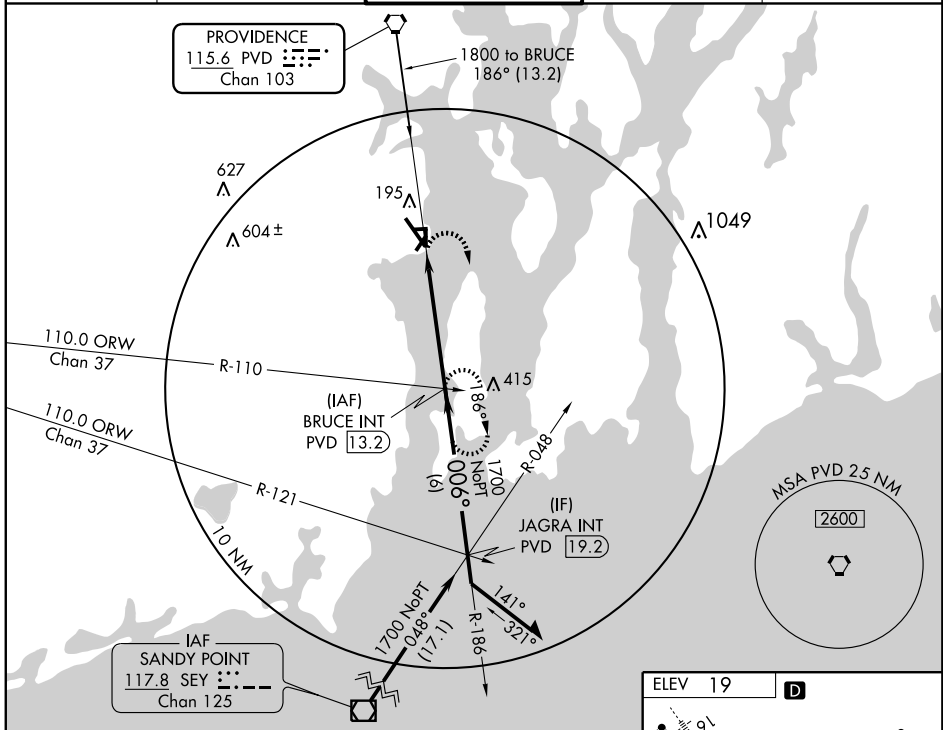 PROVIDENCE
115.6 PVD
Chan 103
1800 to BRUCE
186° (13.2)
627
195
604±
1049
110.0 ORW
Chan 37
R-110
415
(IAF)
BRUCE INT
PVD 13.2
186°
110.0 ORW
Chan 37
R-121
1700
NoPT
006°
(6)
R-048
(IF)
JAGRA INT
PVD 19.2
MSA PVD 25 NM
2600
10 NM
1700 NoPT
048°
(17.1)
141°
321°
R-186
IAF
SANDY POINT
117.8 SEY
Chan 125
ELEV 19
D
16